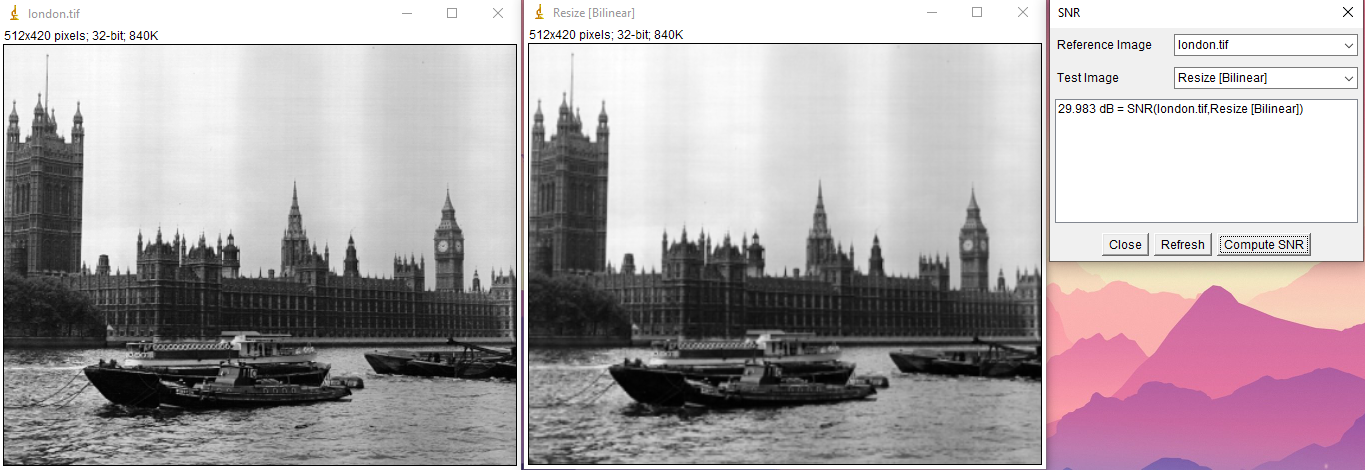 london.tif
512x420 pixels; 32-bit; 840K
Resize [Bilinear]
512x420 pixels; 32-bit; 840K
SNR
Reference Image london.tif
Test Image Resize [Bilinear]
29.983 dB = SNR(london.tif,Resize [Bilinear])
Close Refresh Compute SNR